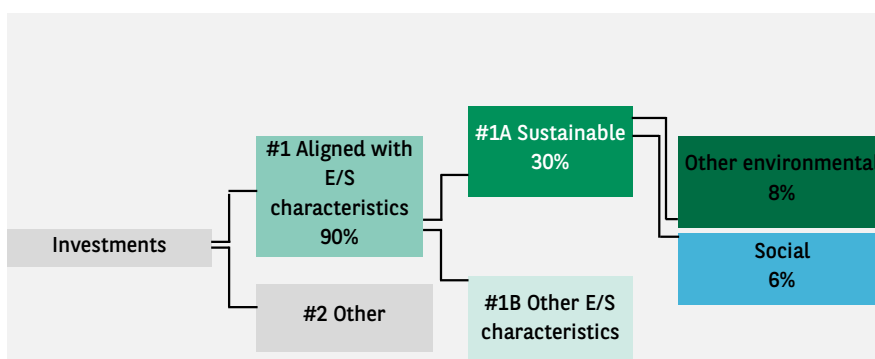 Investments
#1 Aligned with
E/S
characteristics
90%
#2 Other
#1A Sustainable
30%
#1B Other E/S
characteristics
Other environmental
8%
Social
6%